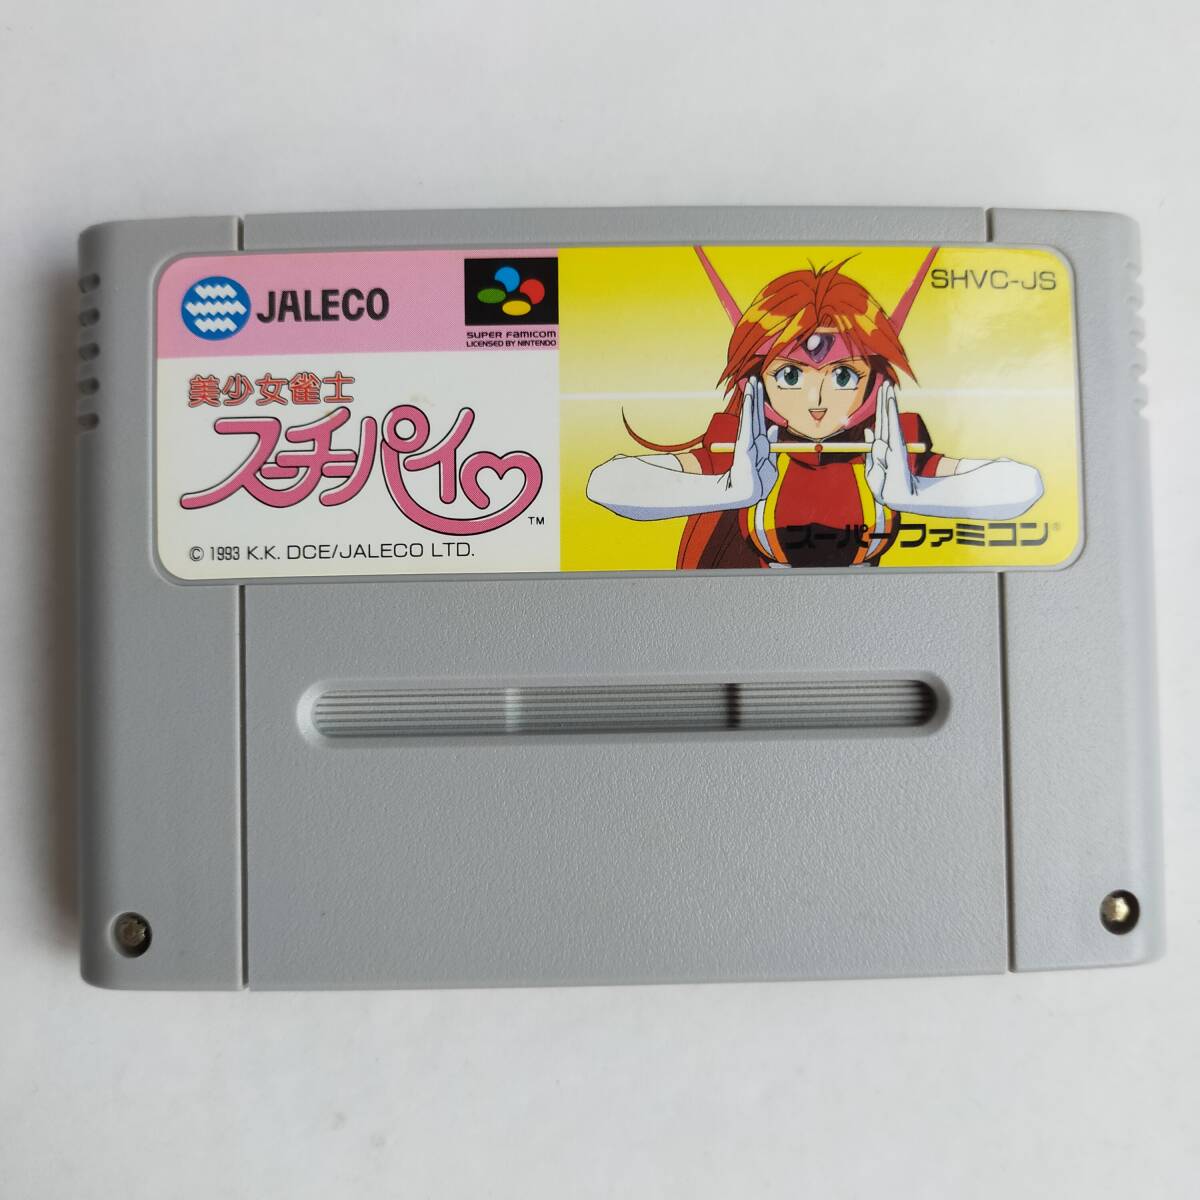 JALECO
SUPER FAMICOM
LICENSED BY NINTENDO
美少女雀士
スーチーパイ
TM
© 1993 K.K. DCE/JALECO LTD.
SHVC-JS
スーパーファミコン®